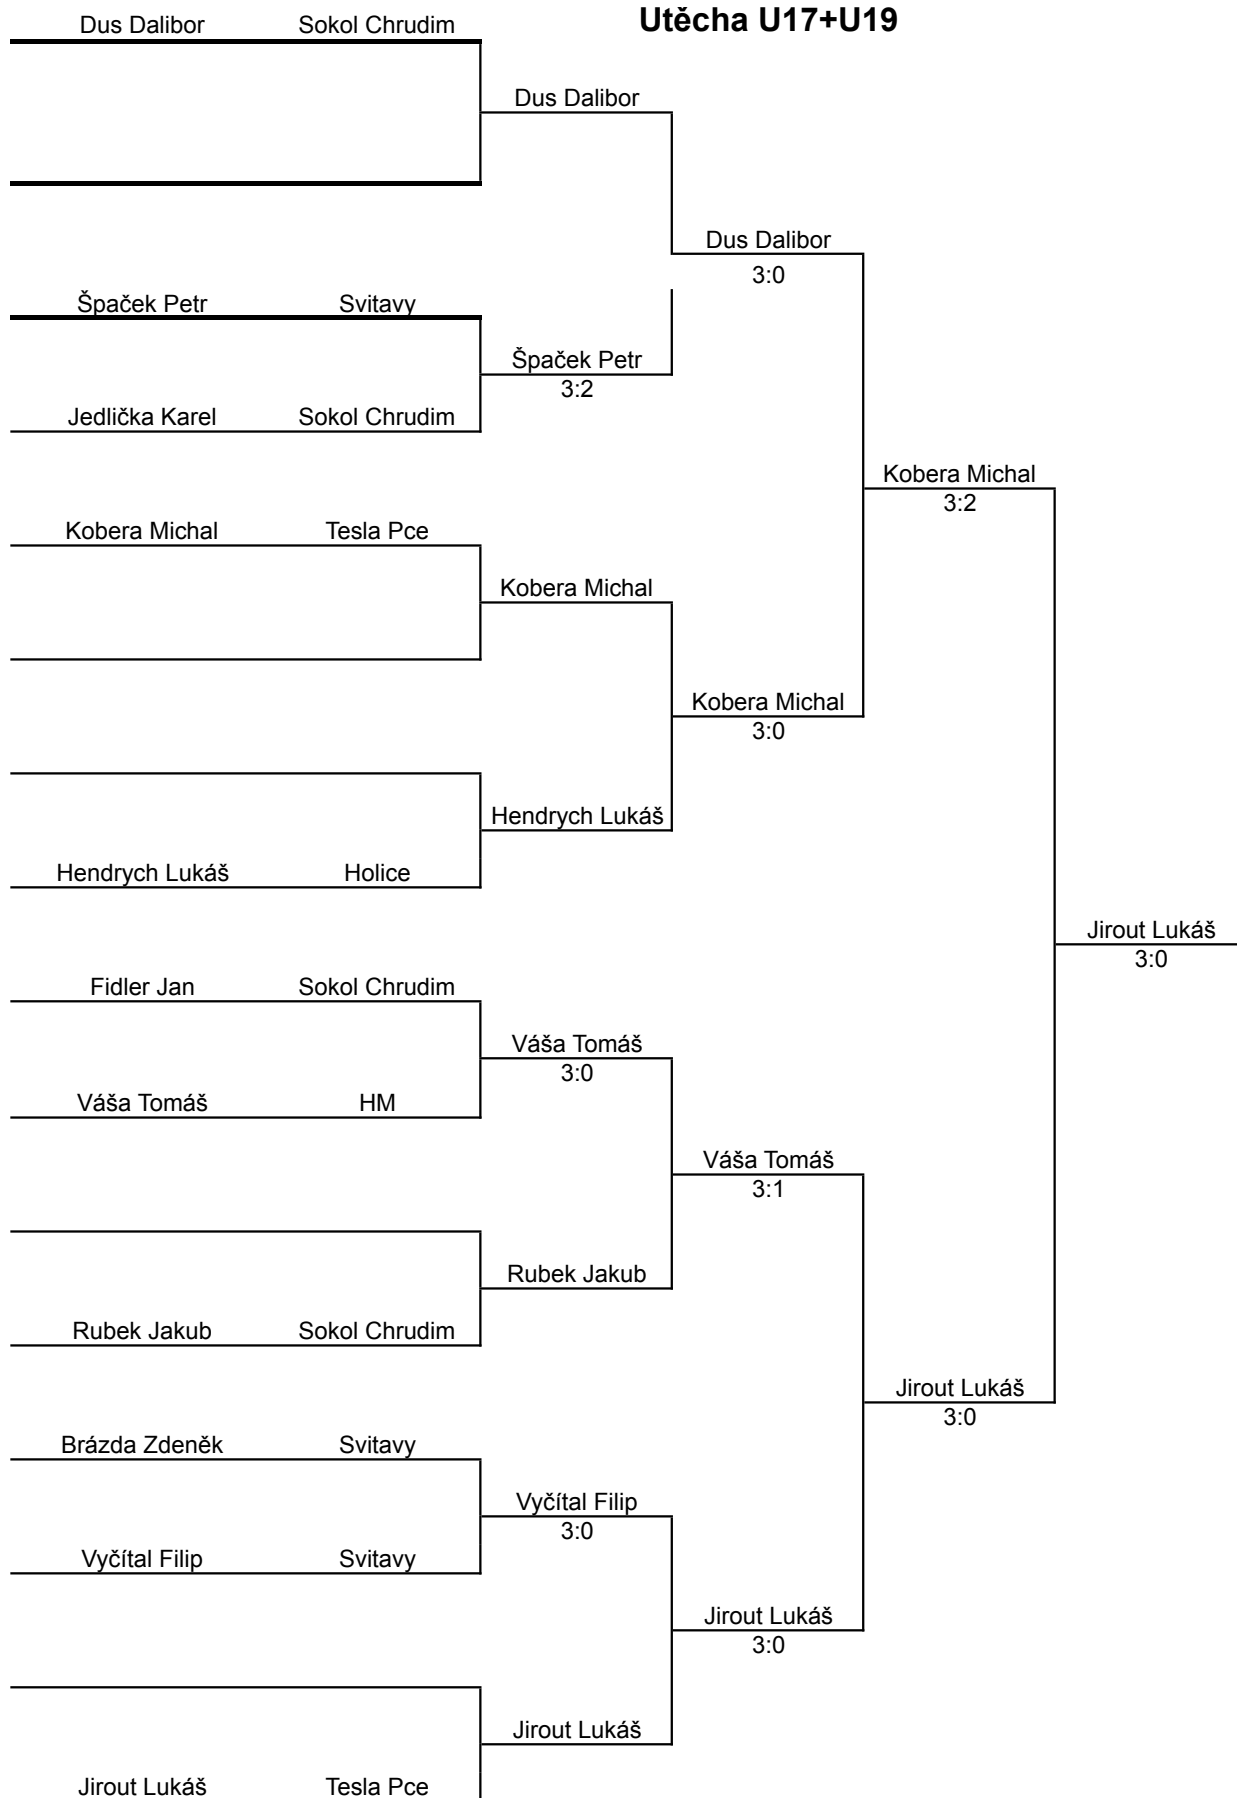 Utěcha U17+U19
Dus Dalibor Sokol Chrudim
Dus Dalibor
Dus Dalibor
3:0
Špaček Petr Svitavy
Špaček Petr
3:2
Jedlička Karel Sokol Chrudim
Kobera Michal
3:2
Kobera Michal Tesla Pce
Kobera Michal
Kobera Michal
3:0
Hendrych Lukáš
Hendrych Lukáš Holice
Jirout Lukáš
3:0
Fidler Jan Sokol Chrudim
Váša Tomáš
3:0
Váša Tomáš HM
Váša Tomáš
3:1
Rubek Jakub
Rubek Jakub Sokol Chrudim
Jirout Lukáš
3:0
Brázda Zdeněk Svitavy
Vyčítal Filip
3:0
Vyčítal Filip Svitavy
Jirout Lukáš
3:0
Jirout Lukáš
Jirout Lukáš Tesla Pce